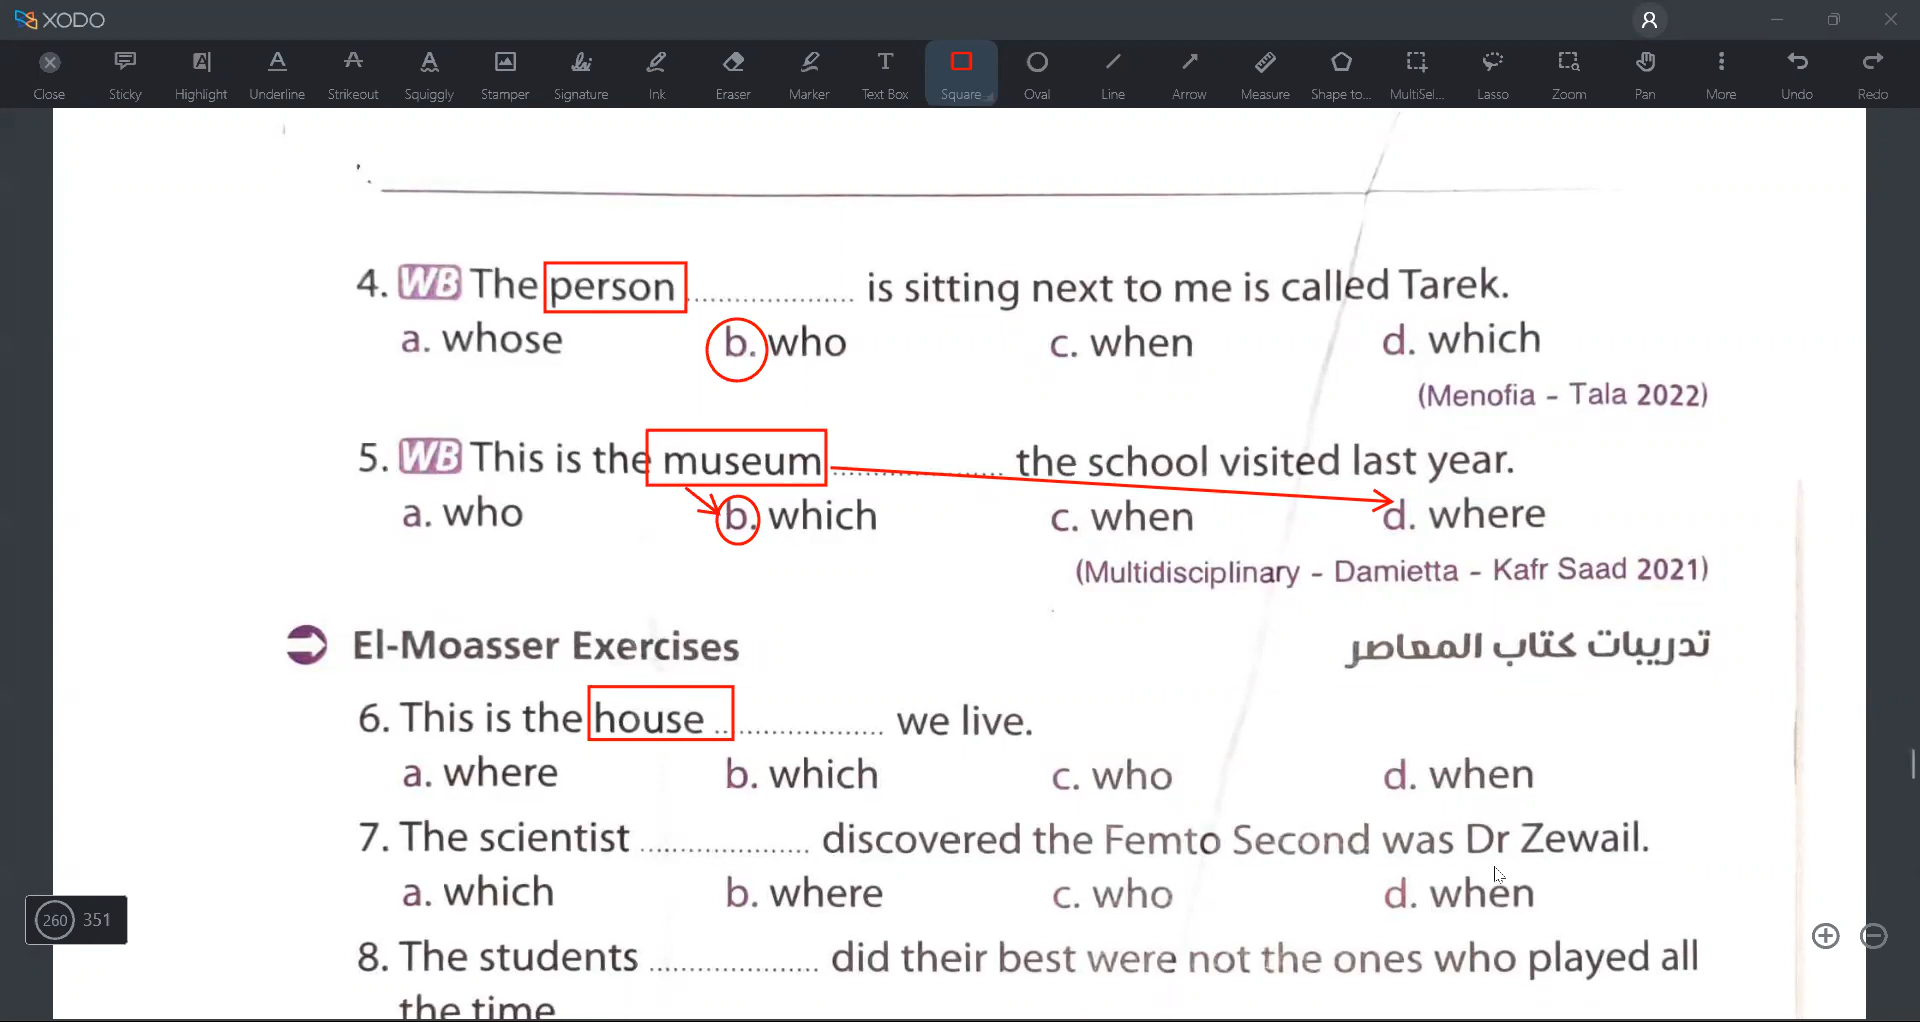 XODO
Close Sticky Highlight Underline Strikeout Squiggly Stamper Signature Ink Eraser Marker Text Box Square Oval Line Arrow Measure Shape to... MultiSel... Lasso Zoom Pan More Undo Redo
4. WB The person .................... is sitting next to me is called Tarek.
a. whose b. who c. when d. which
(Menofia - Tala 2022)
5. WB This is the museum .................... the school visited last year.
a. who b. which c. when d. where
(Multidisciplinary - Damietta - Kafr Saad 2021)
El-Moasser Exercises تدريبات كتاب المعاصر
6. This is the house .................... we live.
a. where b. which c. who d. when
7. The scientist .................... discovered the Femto Second was Dr Zewail.
a. which b. where c. who d. when
260 351
8. The students .................... did their best were not the ones who played all
the time